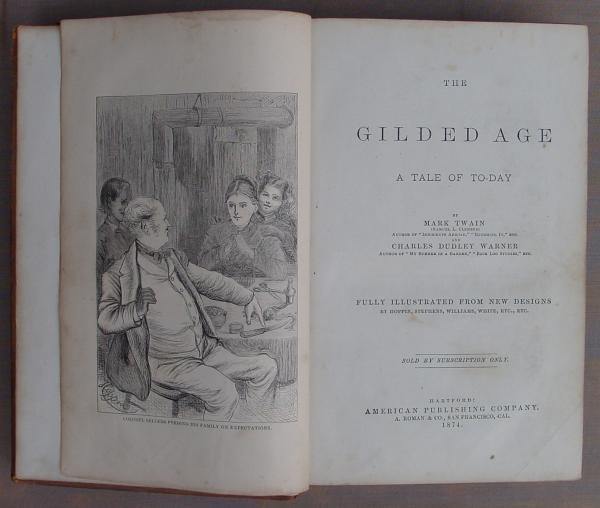 COLONEL SELLERS FEEDING HIS FAMILY ON EXPECTATIONS.
THE
GILDED AGE
A TALE OF TO-DAY
BY
MARK TWAIN
(SAMUEL L. CLEMENS)
AUTHOR OF "INNOCENTS ABROAD," "ROUGHING IT," ETC.
AND
CHARLES DUDLEY WARNER
AUTHOR OF "MY SUMMER IN A GARDEN," "BACK LOG STUDIES," ETC.
FULLY ILLUSTRATED FROM NEW DESIGNS
BY HOPPIN, STEPHENS, WILLIAMS, WHITE, ETC., ETC.
SOLD BY SUBSCRIPTION ONLY.
HARTFORD:
AMERICAN PUBLISHING COMPANY.
A. ROMAN & CO., SAN FRANCISCO, CAL.
1874.